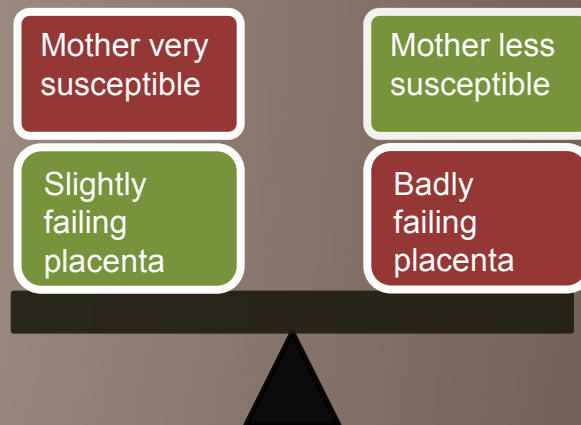 Mother very
susceptible
Mother less
susceptible
Slightly
failing
placenta
Badly
failing
placenta